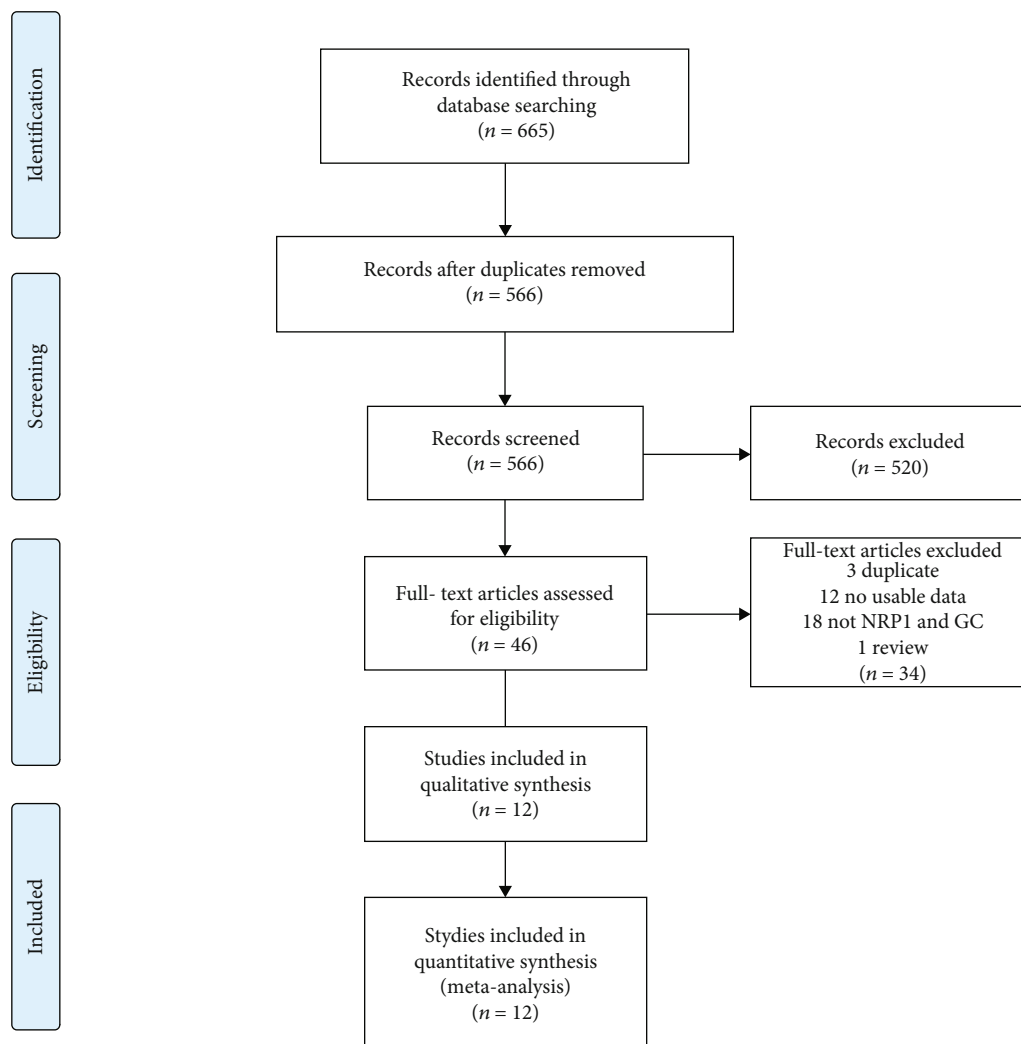 Identification
Records identified through
database searching
(n = 665)
Records after duplicates removed
(n = 566)
Screening
Records screened
(n = 566)
Records excluded
(n = 520)
Eligibility
Full- text articles assessed
for eligibility
(n = 46)
Full-text articles excluded
3 duplicate
12 no usable data
18 not NRP1 and GC
1 review
(n = 34)
Studies included in
qualitative synthesis
(n = 12)
Included
Stydies included in
quantitative synthesis
(meta-analysis)
(n = 12)